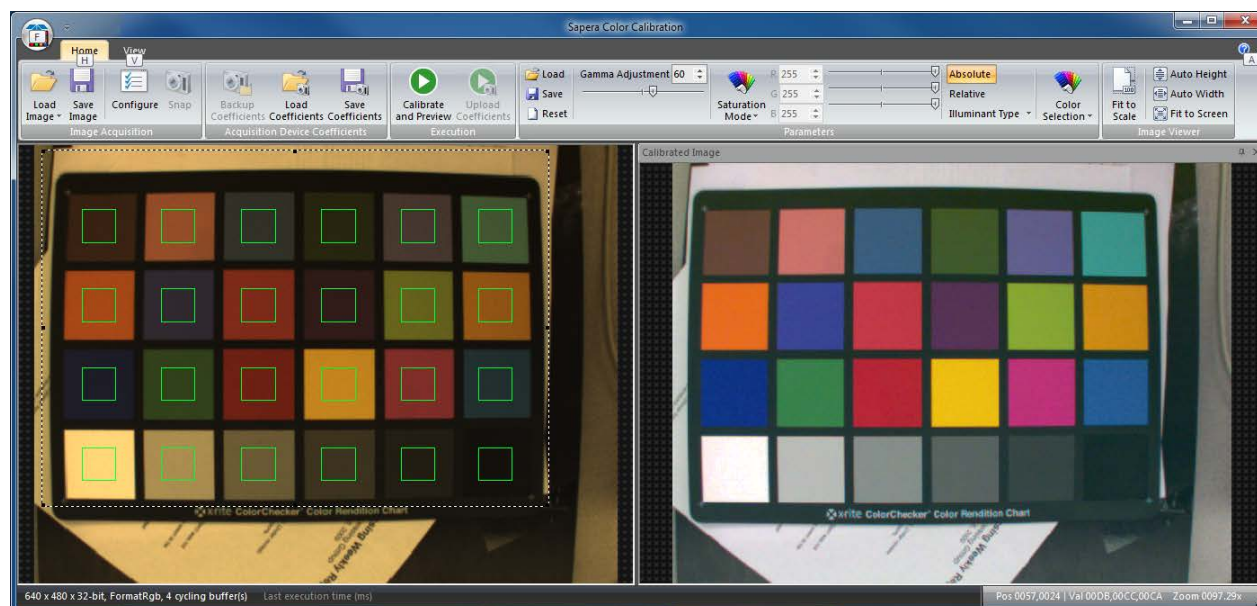 Sapera Color Calibration
F
Home View
H V A
Load Image Save Image Configure Snap
Image Acquisition
Backup Coefficients Load Coefficients Save Coefficients
Acquisition Device Coefficients
Calibrate and Preview Upload Coefficients
Execution
Load Gamma Adjustment 60
Save
Reset
Saturation Mode
R 255
G 255
B 255
Absolute
Relative
Illuminant Type
Color Selection
Parameters
Fit to Scale
100
Auto Height
Auto Width
Fit to Screen
Image Viewer
Calibrated Image
x-rite ColorChecker Color Rendition Chart
x-rite ColorChecker Color Rendition Chart
640 x 480 x 32-bit, FormatRgb, 4 cycling buffer(s) Last execution time (ms)
Pos 0057,0024 | Val 00DB,00CC,00CA Zoom 0097.29x